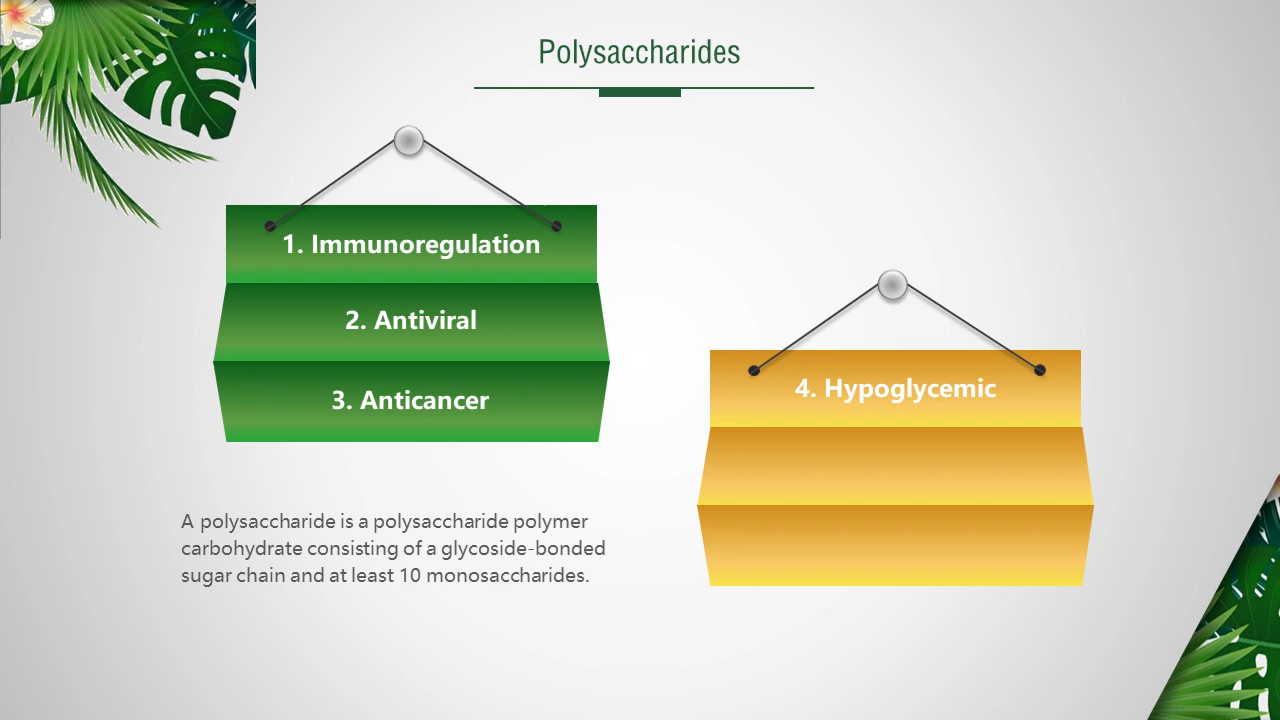 Polysaccharides
1. Immunoregulation
2. Antiviral
3. Anticancer
4. Hypoglycemic
A polysaccharide is a polysaccharide polymer
carbohydrate consisting of a glycoside-bonded
sugar chain and at least 10 monosaccharides.